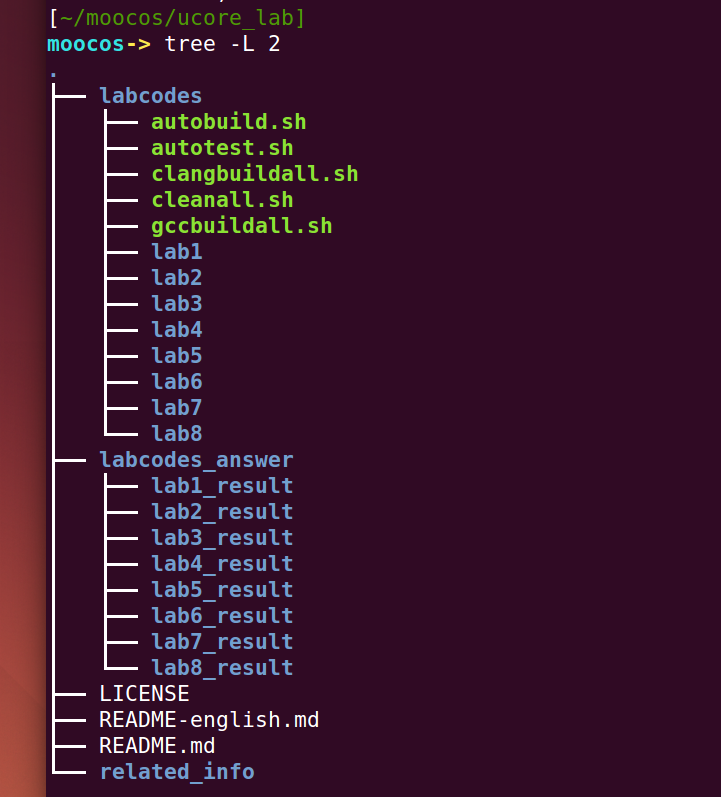 [~/moocos/ucore_lab]
moocos-> tree -L 2
.
├── labcodes
│   ├── autobuild.sh
│   ├── autotest.sh
│   ├── clangbuildall.sh
│   ├── cleanall.sh
│   ├── gccbuildall.sh
│   ├── lab1
│   ├── lab2
│   ├── lab3
│   ├── lab4
│   ├── lab5
│   ├── lab6
│   ├── lab7
│   └── lab8
├── labcodes_answer
│   ├── lab1_result
│   ├── lab2_result
│   ├── lab3_result
│   ├── lab4_result
│   ├── lab5_result
│   ├── lab6_result
│   ├── lab7_result
│   └── lab8_result
├── LICENSE
├── README-english.md
├── README.md
└── related_info